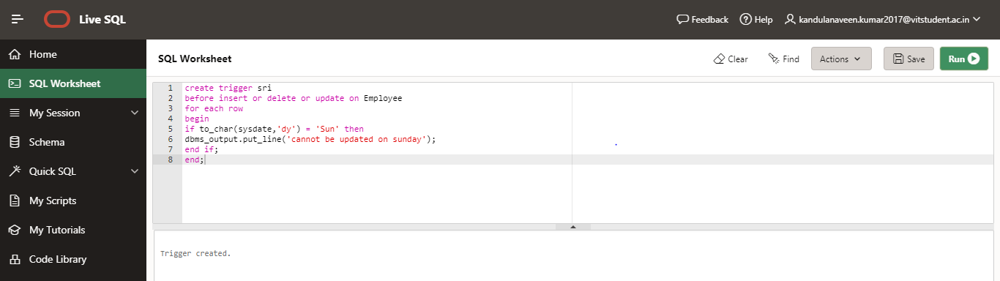 Live SQL
Feedback
Help
kandulanaveen.kumar2017@vitstudent.ac.in
Home
SQL Worksheet
My Session
Schema
Quick SQL
My Scripts
My Tutorials
Code Library
SQL Worksheet
Clear
Find
Actions
Save
Run
1 create trigger sri
2 before insert or delete or update on Employee
3 for each row
4 begin
5 if to_char(sysdate,'dy') = 'Sun' then
6 dbms_output.put_line('cannot be updated on sunday');
7 end if;
8 end;
Trigger created.